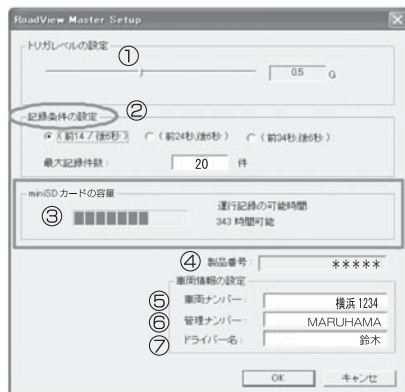 RoadView Master Setup
トリガレベルの設定
①
0.5 G
記録条件の設定 ②
(前14 / 後6秒) (前24秒,後6秒) (前34秒,後6秒)
最大記録件数: 20 件
miniSDカードの容量
運行記録の可能時間
③ 343 時間可能
④ 製品番号: *****
車両情報の設定
⑤ 車両ナンバー: 横浜 1234
⑥ 管理ナンバー: MARUHAMA
⑦ ドライバー名: 鈴木
OK キャンセ